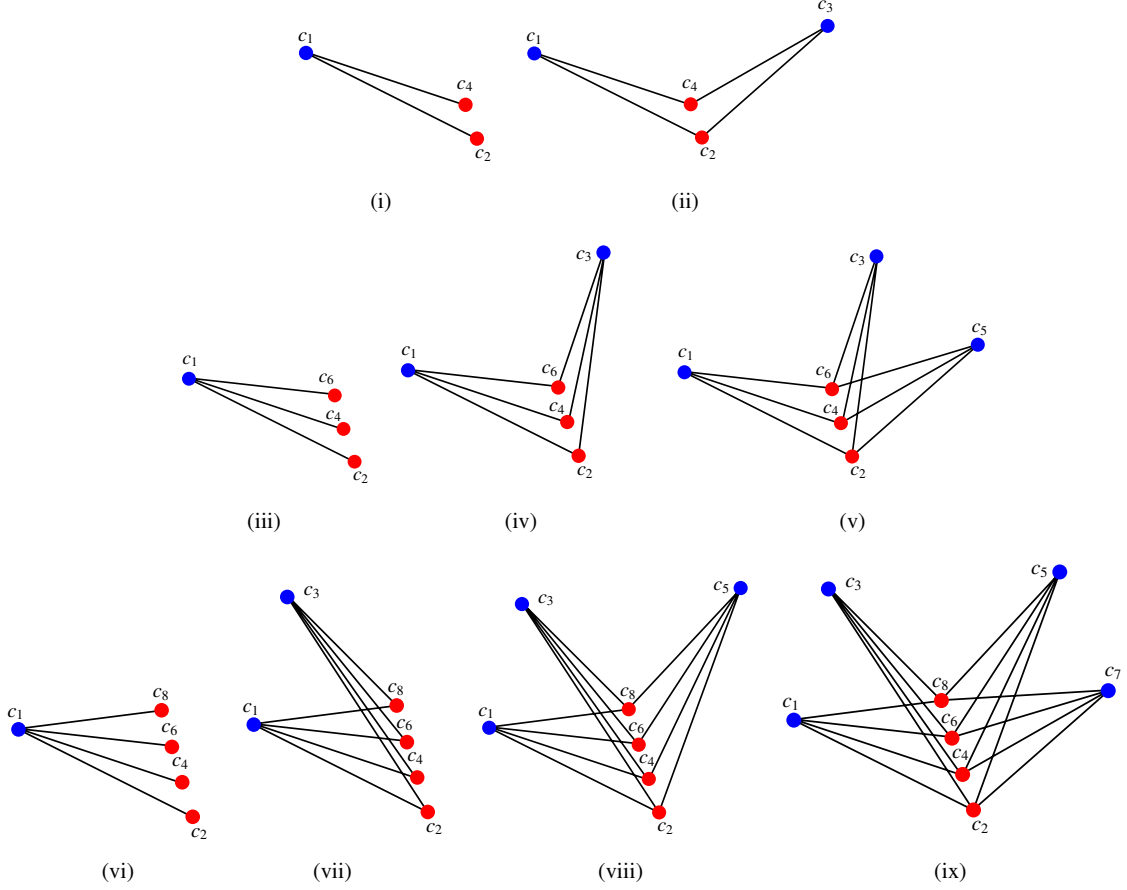 c₃
c₁ c₁
c₄ c₄
c₂ c₂
(i) (ii)
c₃ c₃
c₅
c₁ c₁ c₁
c₆ c₆ c₆
c₄ c₄ c₄
c₂ c₂ c₂
(iii) (iv) (v)
c₃ c₃ c₅ c₃ c₅
c₈ c₈ c₈ c₈ c₇
c₁ c₁ c₁ c₁
c₆ c₆ c₆ c₆
c₄ c₄ c₄ c₄
c₂ c₂ c₂ c₂
(vi) (vii) (viii) (ix)